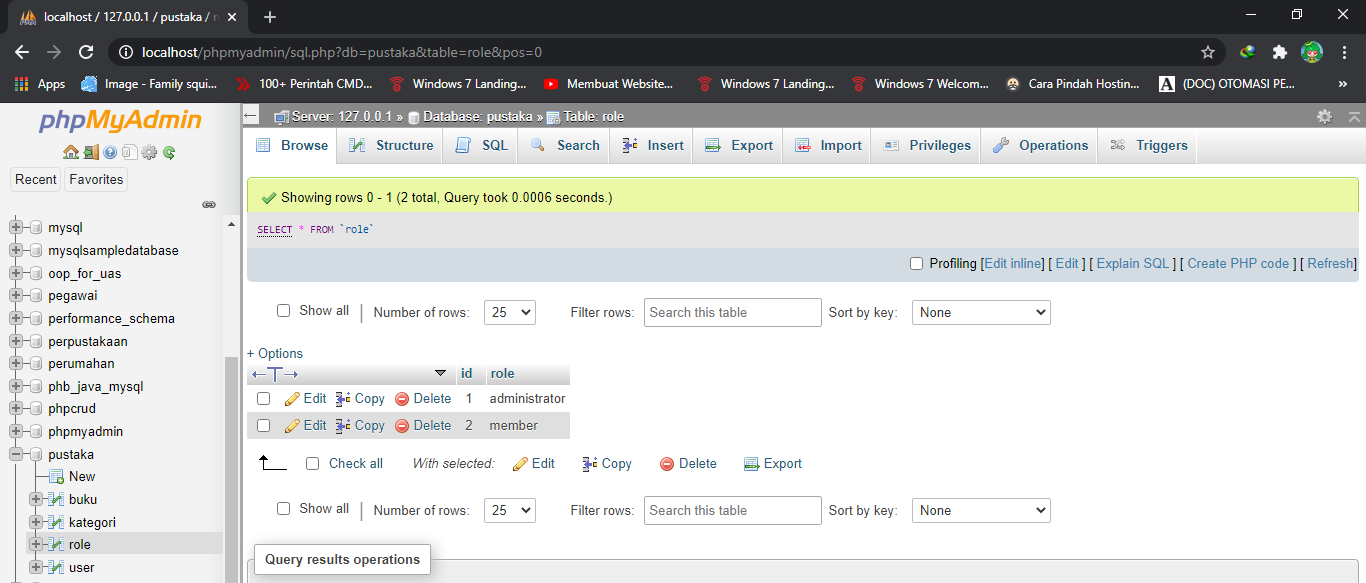 localhost / 127.0.0.1 / pustaka /
localhost/phpmyadmin/sql.php?db=pustaka&table=role&pos=0
Apps Image - Family squi... 100+ Perintah CMD... Windows 7 Landing... Membuat Website... Windows 7 Landing... Windows 7 Welcom... Cara Pindah Hostin... A (DOC) OTOMASI PE... »
phpMyAdmin
Recent Favorites
mysql
mysqlsampledatabase
oop_for_uas
pegawai
performance_schema
perpustakaan
perumahan
phb_java_mysql
phpcrud
phpmyadmin
pustaka
New
buku
kategori
role
user
Server: 127.0.0.1 » Database: pustaka » Table: role
Browse Structure SQL Search Insert Export Import Privileges Operations Triggers
Showing rows 0 - 1 (2 total, Query took 0.0006 seconds.)
SELECT * FROM `role`
Profiling [Edit inline] [ Edit ] [ Explain SQL ] [ Create PHP code ] [ Refresh]
Show all | Number of rows: 25 Filter rows: Search this table Sort by key: None
+ Options
←T→ id role
Edit Copy Delete 1 administrator
Edit Copy Delete 2 member
Check all With selected: Edit Copy Delete Export
Show all | Number of rows: 25 Filter rows: Search this table Sort by key: None
Query results operations